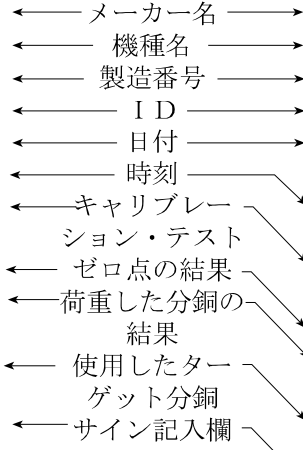 メーカー名
機種名
製造番号
ＩＤ
日付
時刻
キャリブレー
ション・テスト
ゼロ点の結果
荷重した分銅の
結果
使用したター
ゲット分銅
サイン記入欄